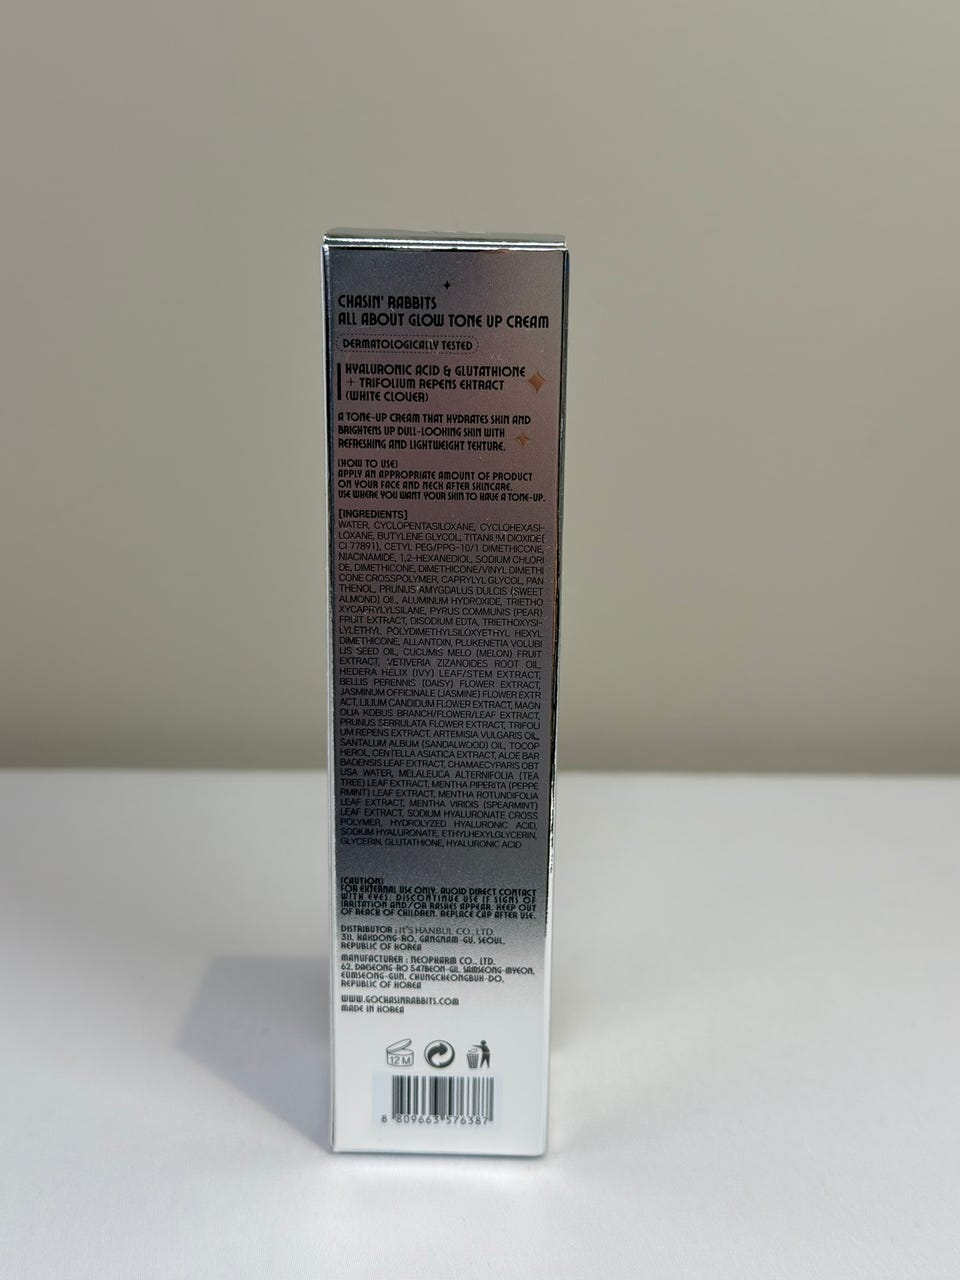 CHASIN' RABBITS
ALL ABOUT GLOW TONE UP CREAM
DERMATOLOGICALLY TESTED
HYALURONIC ACID & GLUTATHIONE
+ TRIFOLIUM REPENS EXTRACT
(WHITE CLOVER)
A TONE-UP CREAM THAT HYDRATES SKIN AND
BRIGHTENS UP DULL-LOOKING SKIN WITH
REFRESHING AND LIGHTWEIGHT TEXTURE.
[HOW TO USE]
APPLY AN APPROPRIATE AMOUNT OF PRODUCT
ON YOUR FACE AND NECK AFTER SKINCARE.
USE WHERE YOU WANT YOUR SKIN TO HAVE A TONE-UP.
[INGREDIENTS]
WATER, CYCLOPENTASILOXANE, CYCLOHEXASI-
LOXANE, BUTYLENE GLYCOL, TITANIUM DIOXIDE(
CI 77891), CETYL PEG/PPG-10/1 DIMETHICONE,
NIACINAMIDE, 1,2-HEXANEDIOL, SODIUM CHLORI
DE, DIMETHICONE, DIMETHICONE/VINYL DIMETHI
CONE CROSSPOLYMER, CAPRYLYL GLYCOL, PAN
THENOL, PRUNUS AMYGDALUS DULCIS (SWEET
ALMOND) OIL, ALUMINUM HYDROXIDE, TRIETHO
XYCAPRYLYLSILANE, PYRUS COMMUNIS (PEAR)
FRUIT EXTRACT, DISODIUM EDTA, TRIETHOXYSI-
LYLETHYL POLYDIMETHYLSILOXYETHYL HEXYL
DIMETHICONE, ALLANTOIN, PLUKENETIA VOLUBI
LIS SEED OIL, CUCUMIS MELO (MELON) FRUIT
EXTRACT, VETIVERIA ZIZANOIDES ROOT OIL,
HEDERA HELIX (IVY) LEAF/STEM EXTRACT,
BELLIS PERENNIS (DAISY) FLOWER EXTRACT,
JASMINUM OFFICINALE (JASMINE) FLOWER EXTR
ACT, LILIUM CANDIDUM FLOWER EXTRACT, MAGN
OLIA KOBUS BRANCH/FLOWER/LEAF EXTRACT,
PRUNUS SERRULATA FLOWER EXTRACT, TRIFOLI
UM REPENS EXTRACT, ARTEMISIA VULGARIS OIL,
SANTALUM ALBUM (SANDALWOOD) OIL, TOCOP
HEROL, CENTELLA ASIATICA EXTRACT, ALOE BAR
BADENSIS LEAF EXTRACT, CHAMAECYPARIS OBT
USA WATER, MELALEUCA ALTERNIFOLIA (TEA
TREE) LEAF EXTRACT, MENTHA PIPERITA (PEPPE
RMINT) LEAF EXTRACT, MENTHA ROTUNDIFOLIA
LEAF EXTRACT, MENTHA VIRIDIS (SPEARMINT)
LEAF EXTRACT, SODIUM HYALURONATE CROSS
POLYMER, HYDROLYZED HYALURONIC ACID,
SODIUM HYALURONATE, ETHYLHEXYLGLYCERIN,
GLYCERIN, GLUTATHIONE, HYALURONIC ACID
[CAUTION]
FOR EXTERNAL USE ONLY. AVOID DIRECT CONTACT
WITH EYES. DISCONTINUE USE IF SIGNS OF
IRRITATION AND/OR RASHES APPEAR. KEEP OUT
OF REACH OF CHILDREN. REPLACE CAP AFTER USE.
DISTRIBUTOR : It'S HANBUL CO., LTD.
311, HAKDONG-RO, GANGNAM-GU, SEOUL,
REPUBLIC OF KOREA
MANUFACTURER : NEOPHARM CO., LTD.
62, DAESEONG-RO 547BEON-GIL, SAMSEONG-MYEON,
EUMSEONG-GUN, CHUNGCHEONGBUK-DO,
REPUBLIC OF KOREA
WWW.GOCHASINRABBITS.COM
MADE IN KOREA
12 M
8 809663 576387